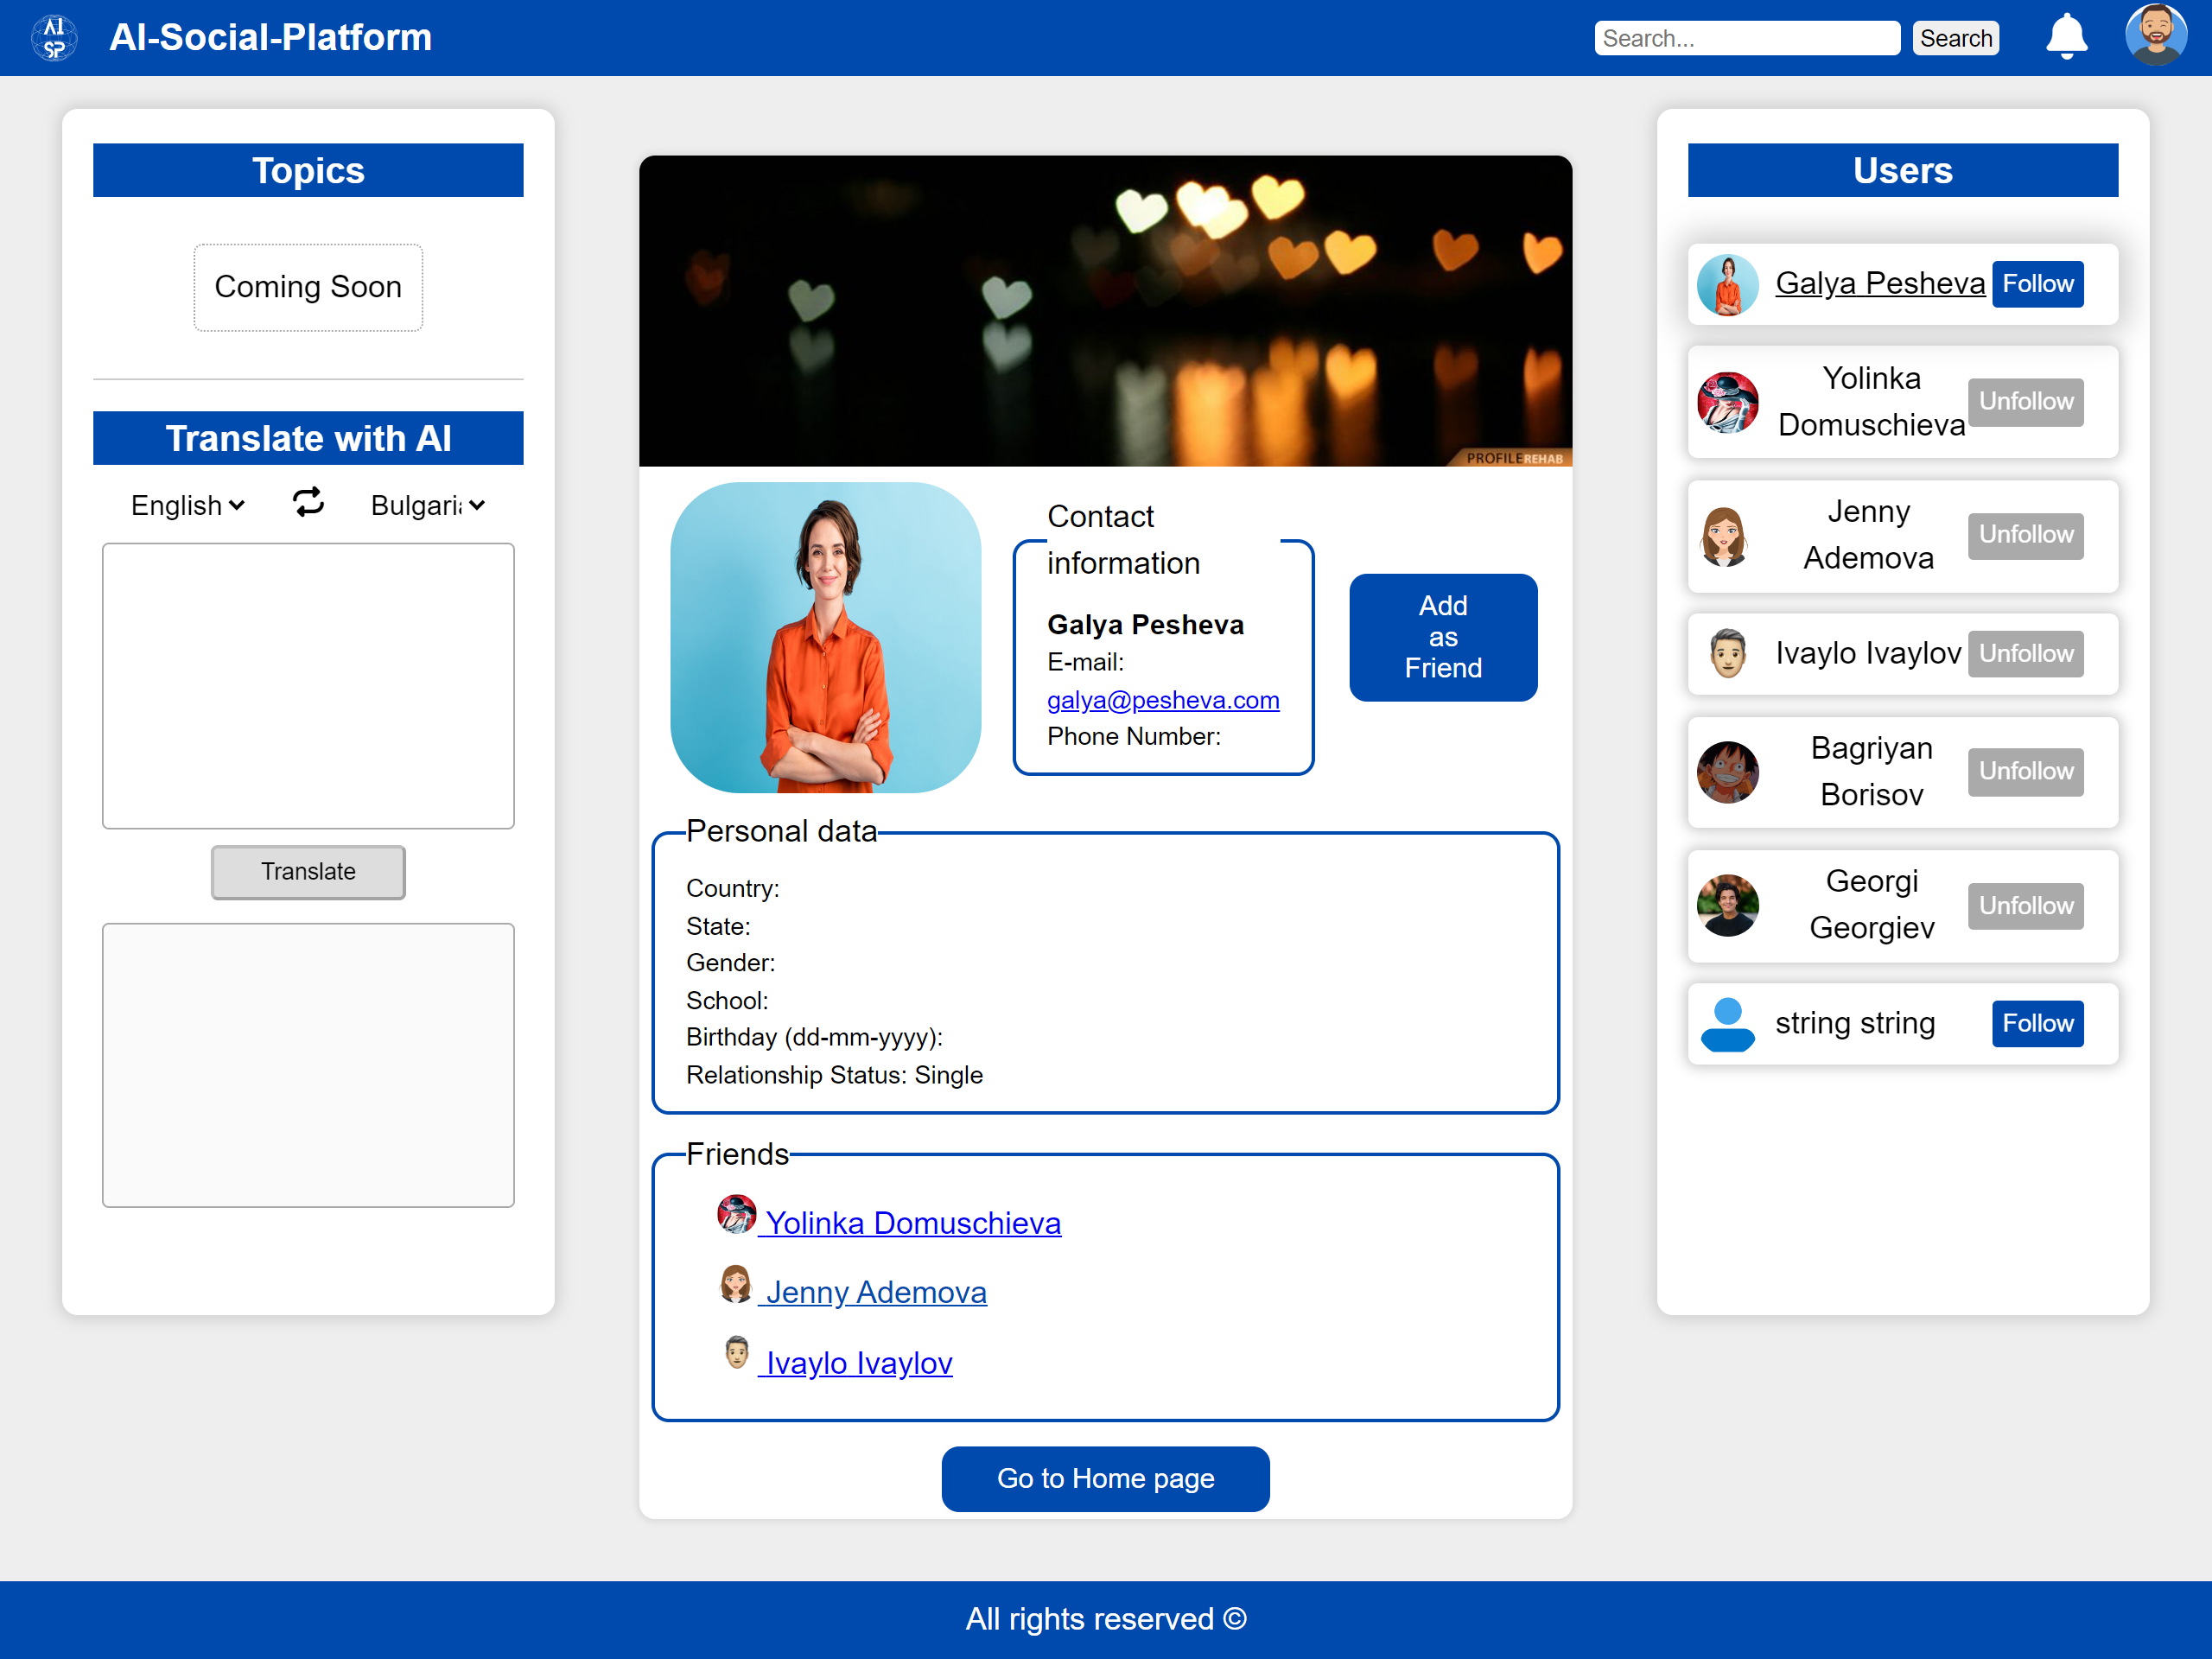 AI
SP
AI-Social-Platform
Search...
Search
Topics
Coming Soon
Translate with AI
English
Bulgari
Translate
PROFILEREHAB
Contact
information
Galya Pesheva
E-mail:
galya@pesheva.com
Phone Number:
Add
as
Friend
Personal data
Country:
State:
Gender:
School:
Birthday (dd-mm-yyyy):
Relationship Status: Single
Friends
Yolinka Domuschieva
Jenny Ademova
Ivaylo Ivaylov
Go to Home page
Users
Galya Pesheva
Follow
Yolinka
Domuschieva
Unfollow
Jenny
Ademova
Unfollow
Ivaylo Ivaylov
Unfollow
Bagriyan
Borisov
Unfollow
Georgi
Georgiev
Unfollow
string string
Follow
All rights reserved ©